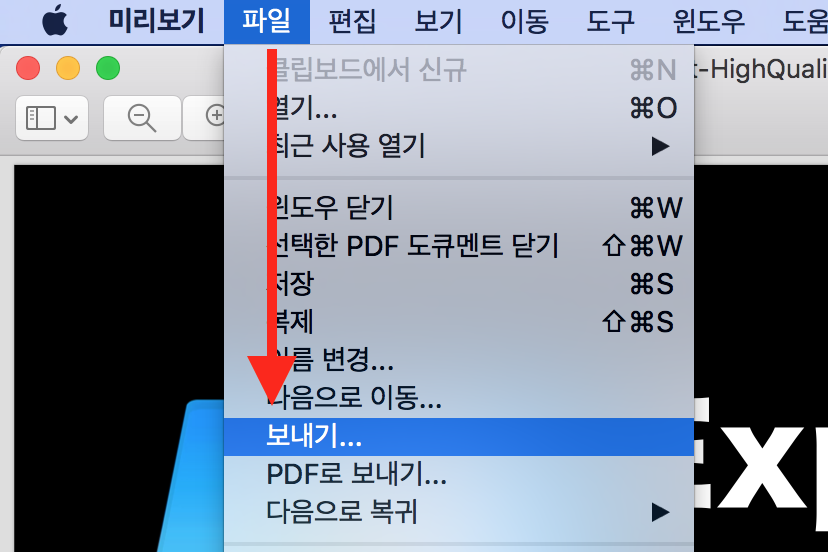 미리보기 파일 편집 보기 이동 도구 윈도우 도움
t-HighQuali
클립보드에서 신규 ⌘N
열기... ⌘O
최근 사용 열기 ▶
윈도우 닫기 ⌘W
선택한 PDF 도큐멘트 닫기 ⇧⌘W
저장 ⌘S
복제 ⇧⌘S
이름 변경...
다음으로 이동...
보내기...
PDF로 보내기...
다음으로 복귀 ▶
Exp